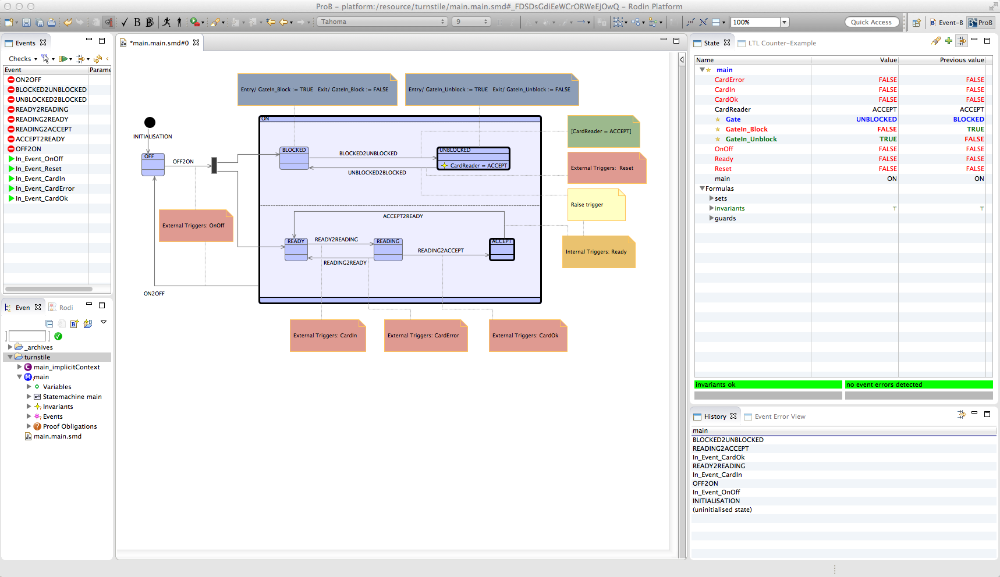 ProB – platform:/resource/turnstile/main.main.smd#_FDSDsGdiEeWCrORWeEjOwQ – Rodin Platform
Tahoma
9
100%
Quick Access
Event-B
ProB
Events
Checks
Event
Parame
ON2OFF
BLOCKED2UNBLOCKED
UNBLOCKED2BLOCKED
READY2READING
READING2READY
READING2ACCEPT
ACCEPT2READY
OFF2ON
In_Event_OnOff
In_Event_Reset
In_Event_CardIn
In_Event_CardError
In_Event_CardOk
Even
Rodi
_archives
turnstile
main_implicitContext
main
Variables
Statemachine main
Invariants
Events
Proof Obligations
main.main.smd
*main.main.smd#0
Entry/ GateIn_Block := TRUE   Exit/ GateIn_Block := FALSE
Entry/ GateIn_Unblock := TRUE   Exit/ GateIn_Unblock := FALSE
INITIALISATION
ON
[CardReader = ACCEPT]
OFF
OFF2ON
BLOCKED
BLOCKED2UNBLOCKED
UNBLOCKED
CardReader = ACCEPT
UNBLOCKED2BLOCKED
External Triggers:  Reset
Raise trigger
External Triggers: OnOff
ACCEPT2READY
READY
READY2READING
READING
READING2ACCEPT
ACCEPT
READING2READY
Internal Triggers: Ready
ON2OFF
External Triggers: CardIn
External Triggers: CardError
External Triggers: CardOk
State
LTL Counter-Example
Name Value Previous value
main
CardError FALSE FALSE
CardIn FALSE FALSE
CardOk FALSE FALSE
CardReader ACCEPT ACCEPT
Gate UNBLOCKED BLOCKED
GateIn_Block FALSE TRUE
GateIn_Unblock TRUE FALSE
OnOff FALSE FALSE
Ready FALSE FALSE
Reset FALSE FALSE
main ON ON
Formulas
sets
invariants ⊤ ⊤
guards
invariants ok
no event errors detected
History
Event Error View
main
BLOCKED2UNBLOCKED
READING2ACCEPT
In_Event_CardOk
READY2READING
In_Event_CardIn
OFF2ON
In_Event_OnOff
INITIALISATION
(uninitialised state)